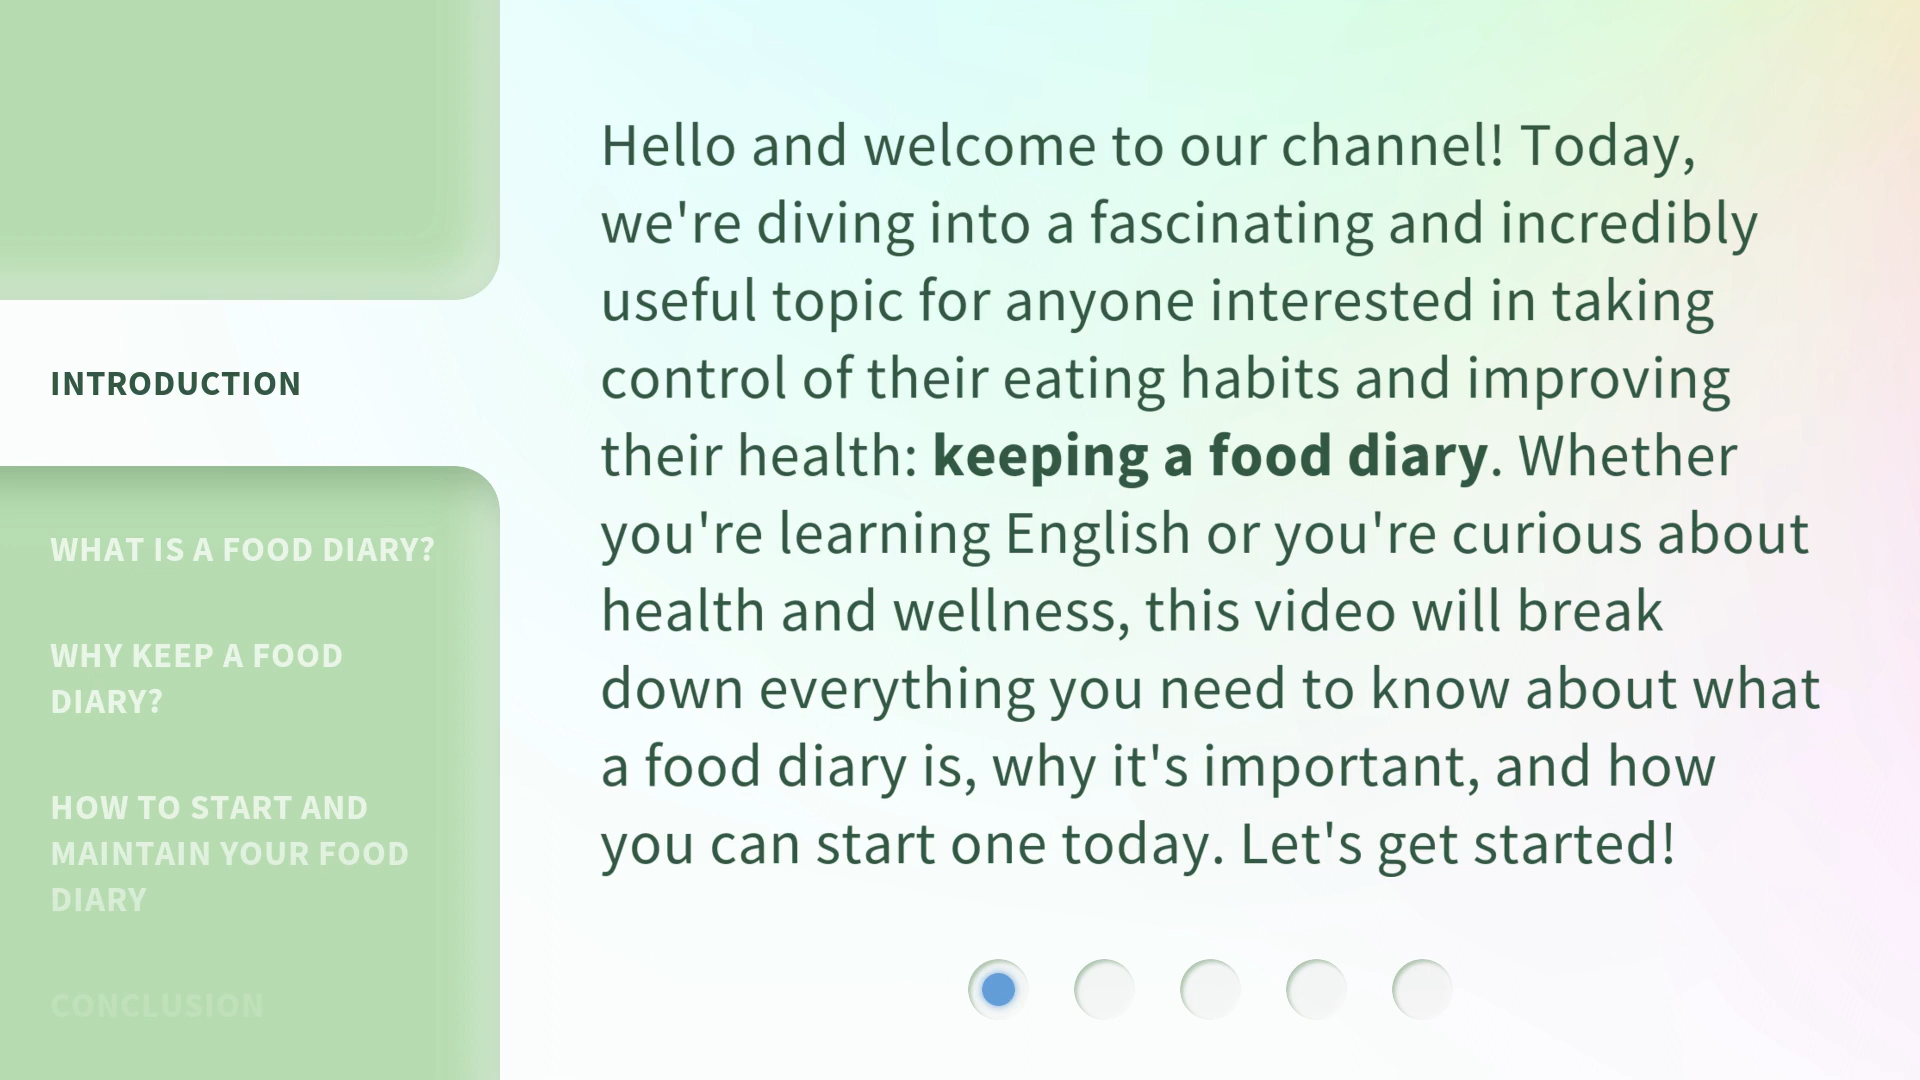 INTRODUCTION
WHAT IS A FOOD DIARY?
WHY KEEP A FOOD
DIARY?
HOW TO START AND
MAINTAIN YOUR FOOD
DIARY
CONCLUSION
Hello and welcome to our channel! Today,
we're diving into a fascinating and incredibly
useful topic for anyone interested in taking
control of their eating habits and improving
their health: keeping a food diary. Whether
you're learning English or you're curious about
health and wellness, this video will break
down everything you need to know about what
a food diary is, why it's important, and how
you can start one today. Let's get started!